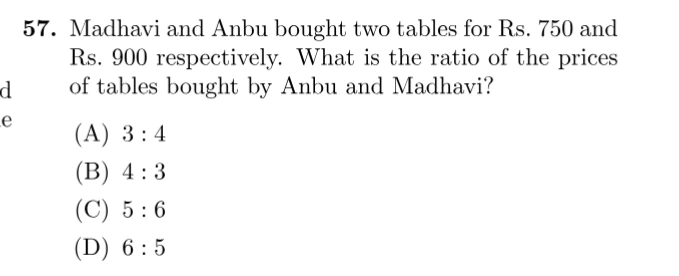 57. Madhavi and Anbu bought two tables for Rs. 750 and
Rs. 900 respectively. What is the ratio of the prices
of tables bought by Anbu and Madhavi?
(A) 3 : 4
(B) 4 : 3
(C) 5 : 6
(D) 6 : 5
d
e